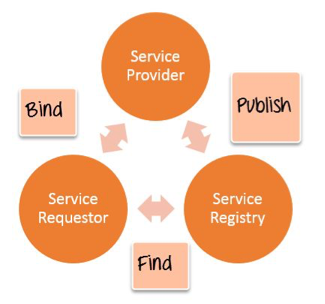 Service
Provider
Bind
Publish
Service
Requestor
Service
Registry
Find